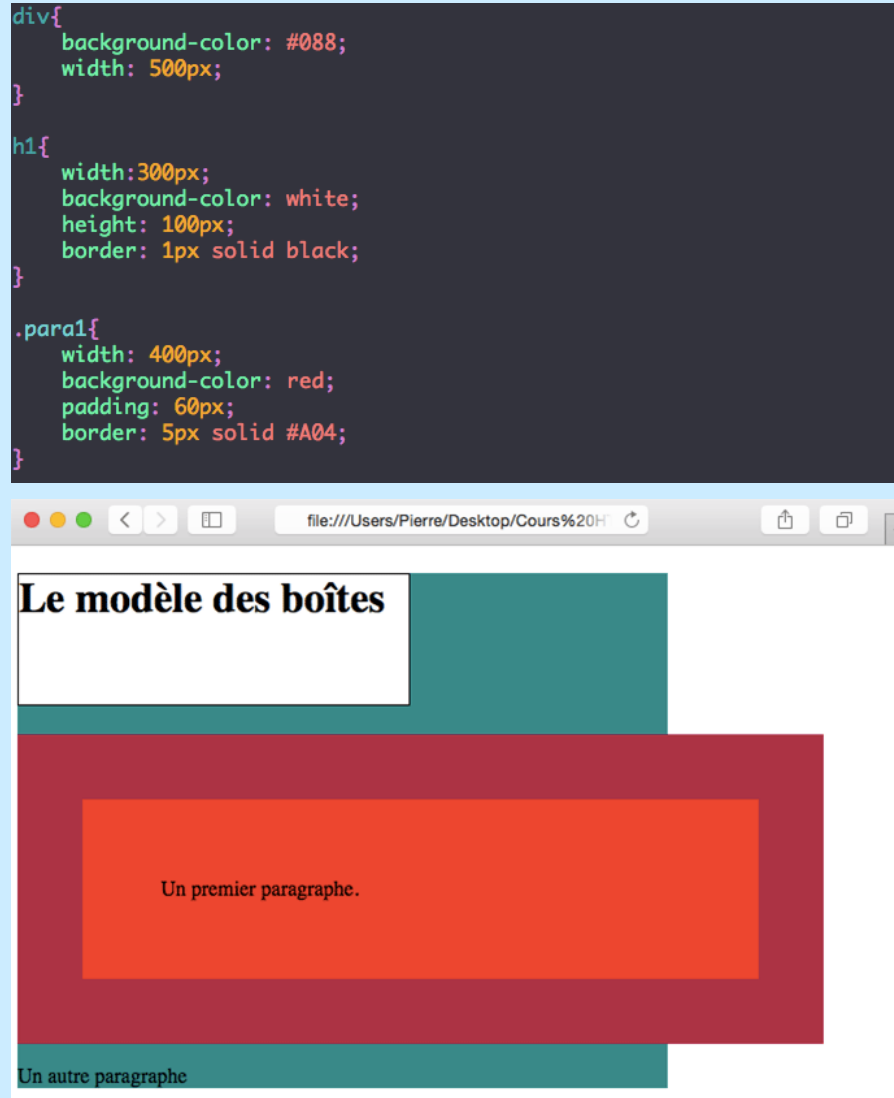 div{
    background-color: #088;
    width: 500px;
}
h1{
    width:300px;
    background-color: white;
    height: 100px;
    border: 1px solid black;
}
.para1{
    width: 400px;
    background-color: red;
    padding: 60px;
    border: 5px solid #A04;
}
file:///Users/Pierre/Desktop/Cours%20H
Le modèle des boîtes
Un premier paragraphe.
Un autre paragraphe